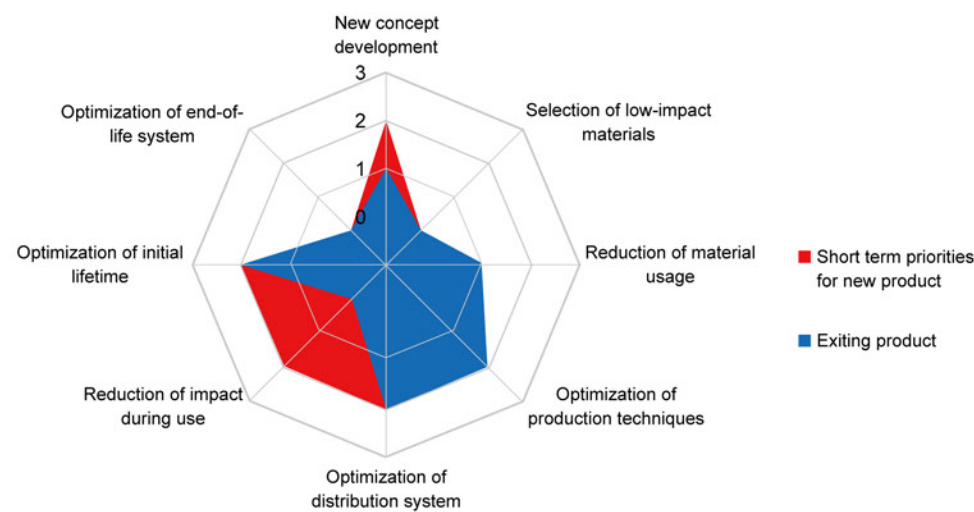 New concept
development
3
2
1
0
Selection of low-impact
materials
Reduction of material
usage
Optimization of
production techniques
Optimization of
distribution system
Reduction of impact
during use
Optimization of initial
lifetime
Optimization of end-of-
life system
Short term priorities
for new product
Exiting product